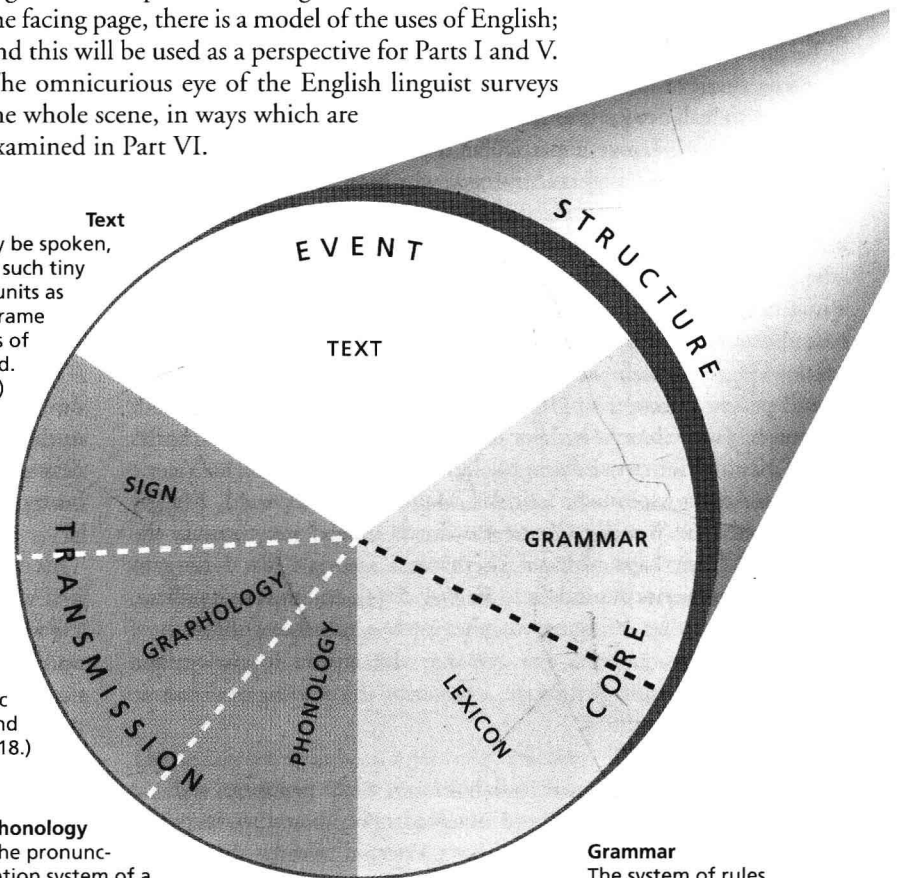 he facing page, there is a model of the uses of English;
nd this will be used as a perspective for Parts I and V.
he omnicurious eye of the English linguist surveys
he whole scene, in ways which are
xamined in Part VI.
Text
y be spoken,
such tiny
units as
rame
s of
d.
)
STRUCTURE
EVENT
TEXT
SIGN
TRANSMISSION
GRAPHOLOGY
PHONOLOGY
GRAMMAR
LEXICON
CORE
c
nd
18.)
honology
he pronunc-
ation system of a
Grammar
The system of rules